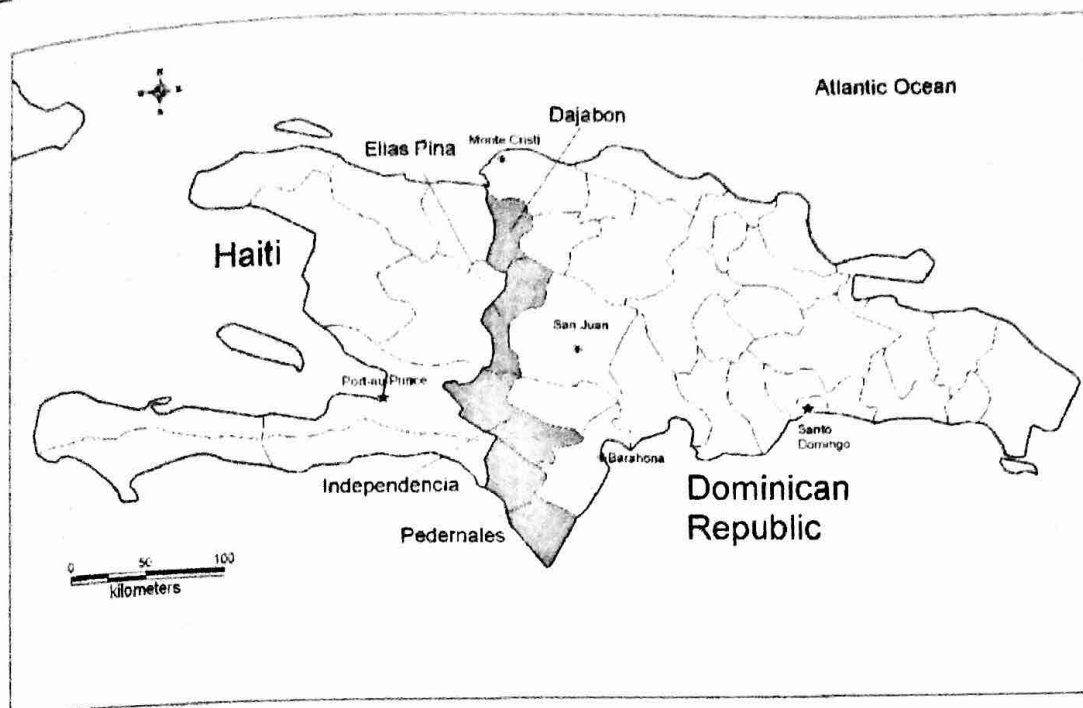 N
Atlantic Ocean
Dajabon
Monte Cristi
Elias Pina
Haiti
San Juan
Port-au-Prince
Santo
Domingo
Barahona
Independencia
Dominican
Republic
Pedernales
0 50 100
kilometers